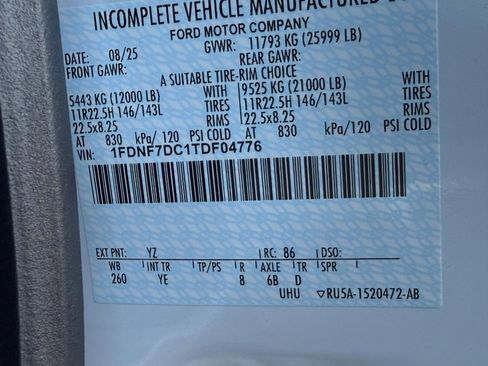 INCOMPLETE VEHICLE MANUFACTURED
FORD MOTOR COMPANY
DATE: 08/25 GVWR: 11793 KG (25999 LB)
FRONT GAWR: REAR GAWR:
A SUITABLE TIRE-RIM CHOICE
5443 KG (12000 LB) WITH 9525 KG (21000 LB) WITH
11R22.5H 146/143L TIRES 11R22.5H 146/143L TIRES
22.5x8.25 RIMS 22.5x8.25 RIMS
AT 830 kPa/120 PSI COLD AT 830 kPa/120 PSI COLD
VIN: 1FDNF7DC1TDF04776
EXT PNT: YZ RC: 86 DSO:
WB INT TR TP/PS R AXLE TR SPR
260 YE 8 6B D
UHU ▽RU5A-1520472-AB